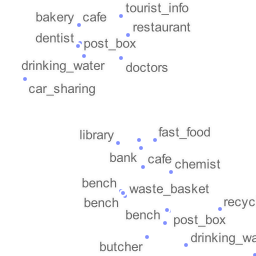 tourist_info
bakery
cafe
restaurant
dentist
post_box
drinking_water
doctors
car_sharing
library
fast_food
bank
cafe
chemist
bench
waste_basket
bench
recyc
bench
post_box
drinking_wa
butcher